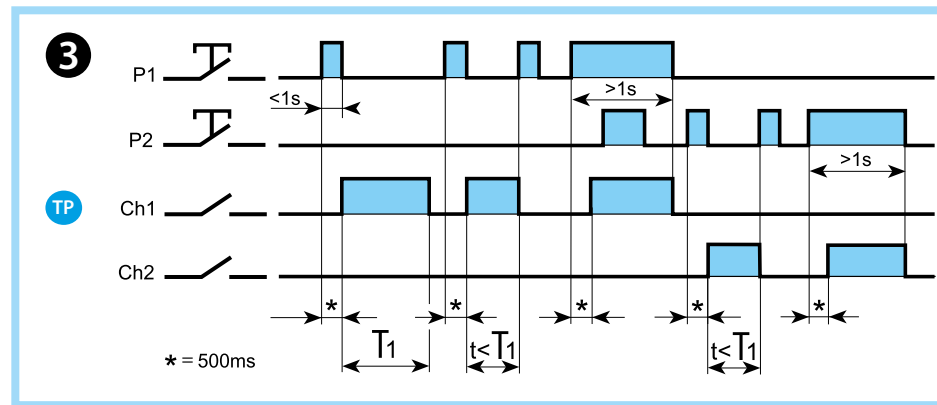 3
P1
<1s
>1s
P2
>1s
TP
Ch1
Ch2
* * * * *
T1 t<T1 t<T1
* = 500ms